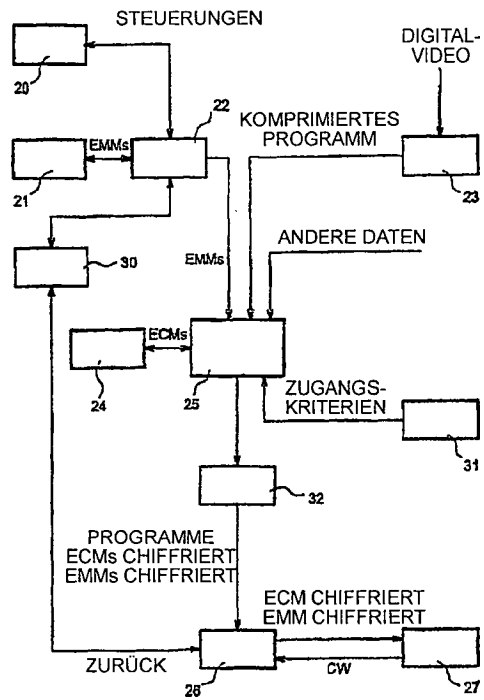 STEUERUNGEN
DIGITAL-
VIDEO
20
22
KOMPRIMIERTES
PROGRAMM
EMMs
21
23
30
ANDERE DATEN
EMMs
ECMs
24
25
ZUGANGS-
KRITERIEN
31
32
PROGRAMME
ECMs CHIFFRIERT
EMMs CHIFFRIERT
ECM CHIFFRIERT
EMM CHIFFRIERT
ZURÜCK
26
CW
27